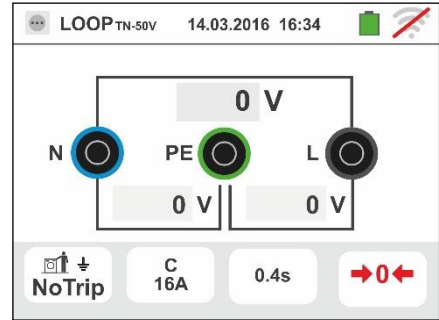 LOOP TN-50V 14.03.2016 16:34
0 V
N PE L
0 V 0 V
NoTrip C 16A 0.4s →0←